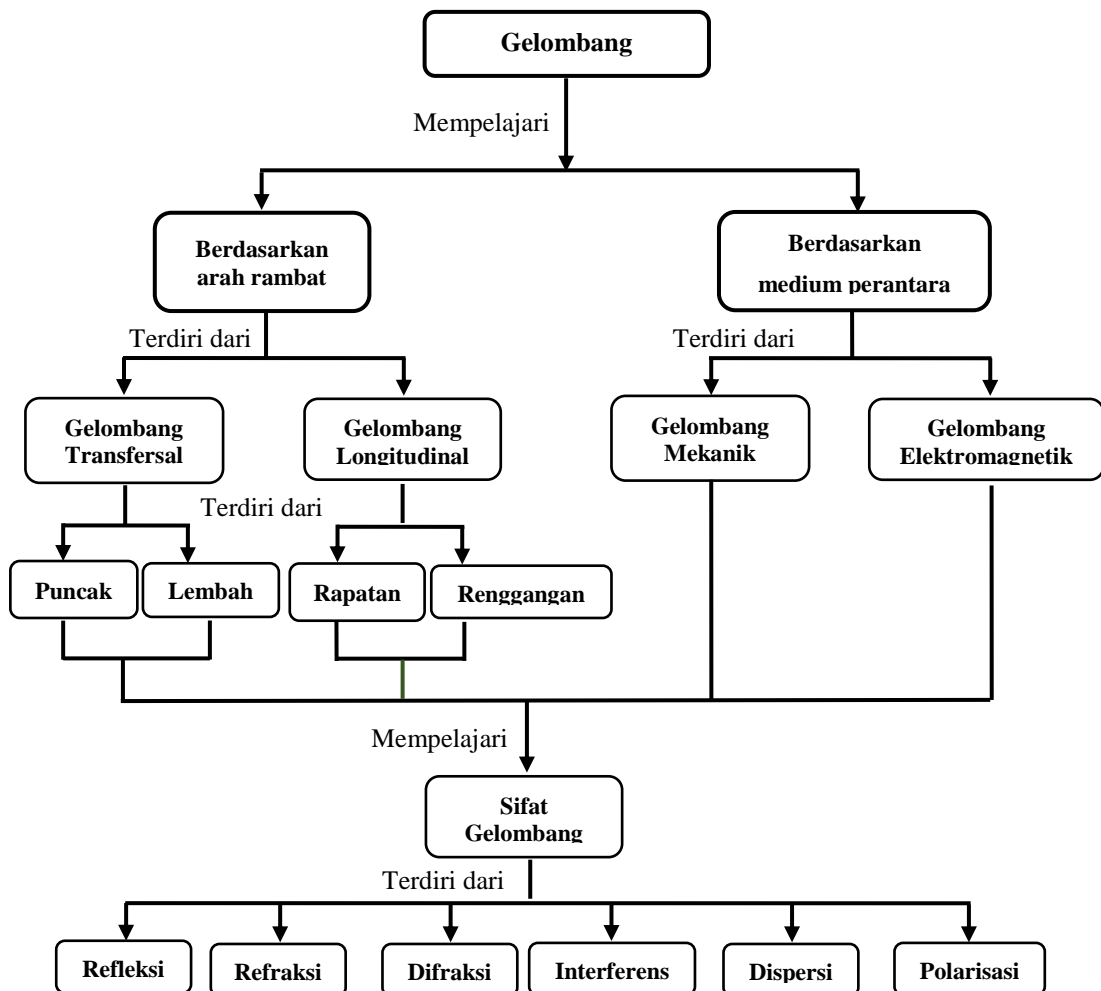 Gelombang
Mempelajari
Berdasarkan
arah rambat
Berdasarkan
medium perantara
Terdiri dari
Terdiri dari
Gelombang
Transfersal
Gelombang
Longitudinal
Gelombang
Mekanik
Gelombang
Elektromagnetik
Terdiri dari
Puncak
Lembah
Rapatan
Renggangan
Mempelajari
Sifat
Gelombang
Terdiri dari
Refleksi
Refraksi
Difraksi
Interferens
Dispersi
Polarisasi